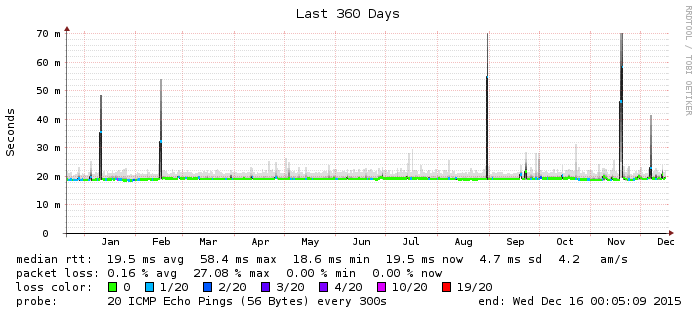 Last 360 Days
RRDTOOL / TOBI OETIKER
Seconds
70 m
60 m
50 m
40 m
30 m
20 m
10 m
0
Jan Feb Mar Apr May Jun Jul Aug Sep Oct Nov Dec
median rtt: 19.5 ms avg 58.4 ms max 18.6 ms min 19.5 ms now 4.7 ms sd 4.2 am/s
packet loss: 0.16 % avg 27.08 % max 0.00 % min 0.00 % now
loss color: 0 1/20 2/20 3/20 4/20 10/20 19/20
probe: 20 ICMP Echo Pings (56 Bytes) every 300s end: Wed Dec 16 00:05:09 2015